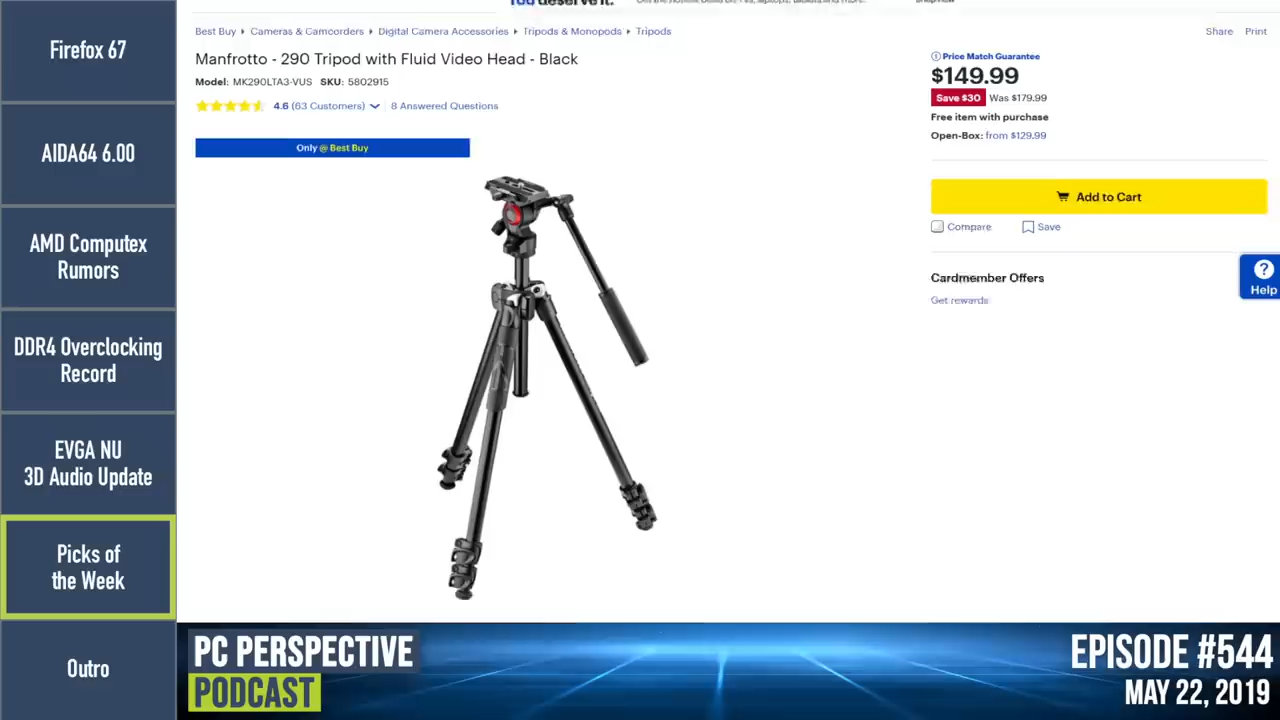 You deserve it.
Best Buy
Cameras & Camcorders
Digital Camera Accessories
Tripods & Monopods
Tripods
Share
Print
Manfrotto - 290 Tripod with Fluid Video Head - Black
Model: MK290LTA3-VUS SKU: 5802915
4.6 (63 Customers)
8 Answered Questions
Only @ Best Buy
Price Match Guarantee
$149.99
Save $30 Was $179.99
Free item with purchase
Open-Box: from $129.99
Add to Cart
Compare
Save
Cardmember Offers
Get rewards
?
Help
Firefox 67
AIDA64 6.00
AMD Computex
Rumors
DDR4 Overclocking
Record
EVGA NU
3D Audio Update
Picks of
the Week
Outro
PC PERSPECTIVE
PODCAST
EPISODE #544
MAY 22, 2019